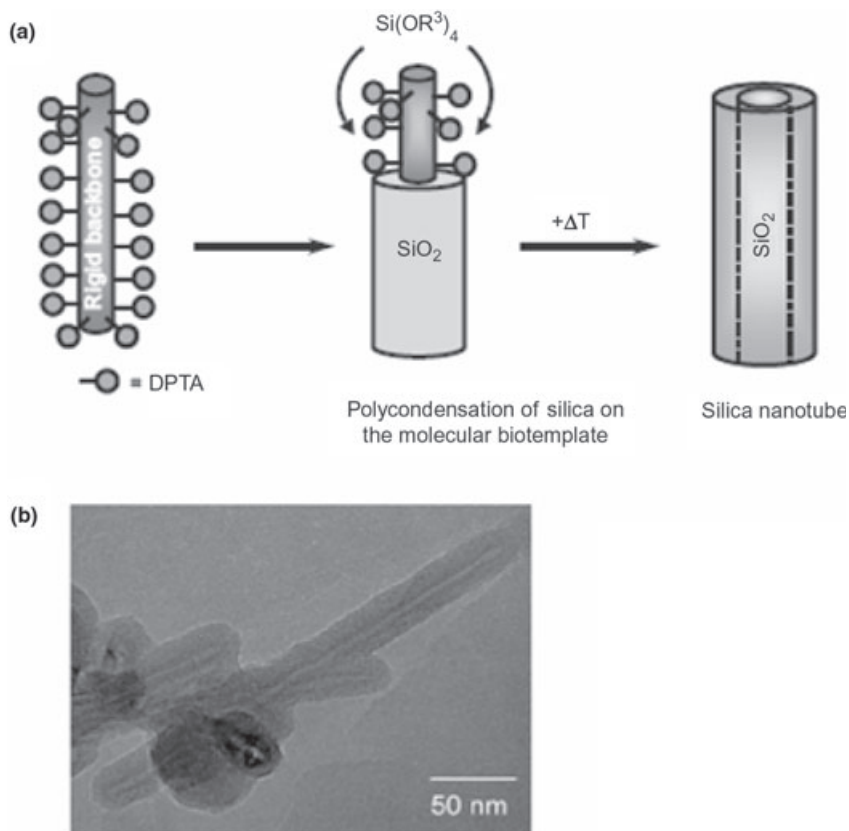 (a)
Si(OR³)₄
Rigid backbone
SiO₂
+ΔT
SiO₂
= DPTA
Polycondensation of silica on
the molecular biotemplate
Silica nanotube
(b)
50 nm